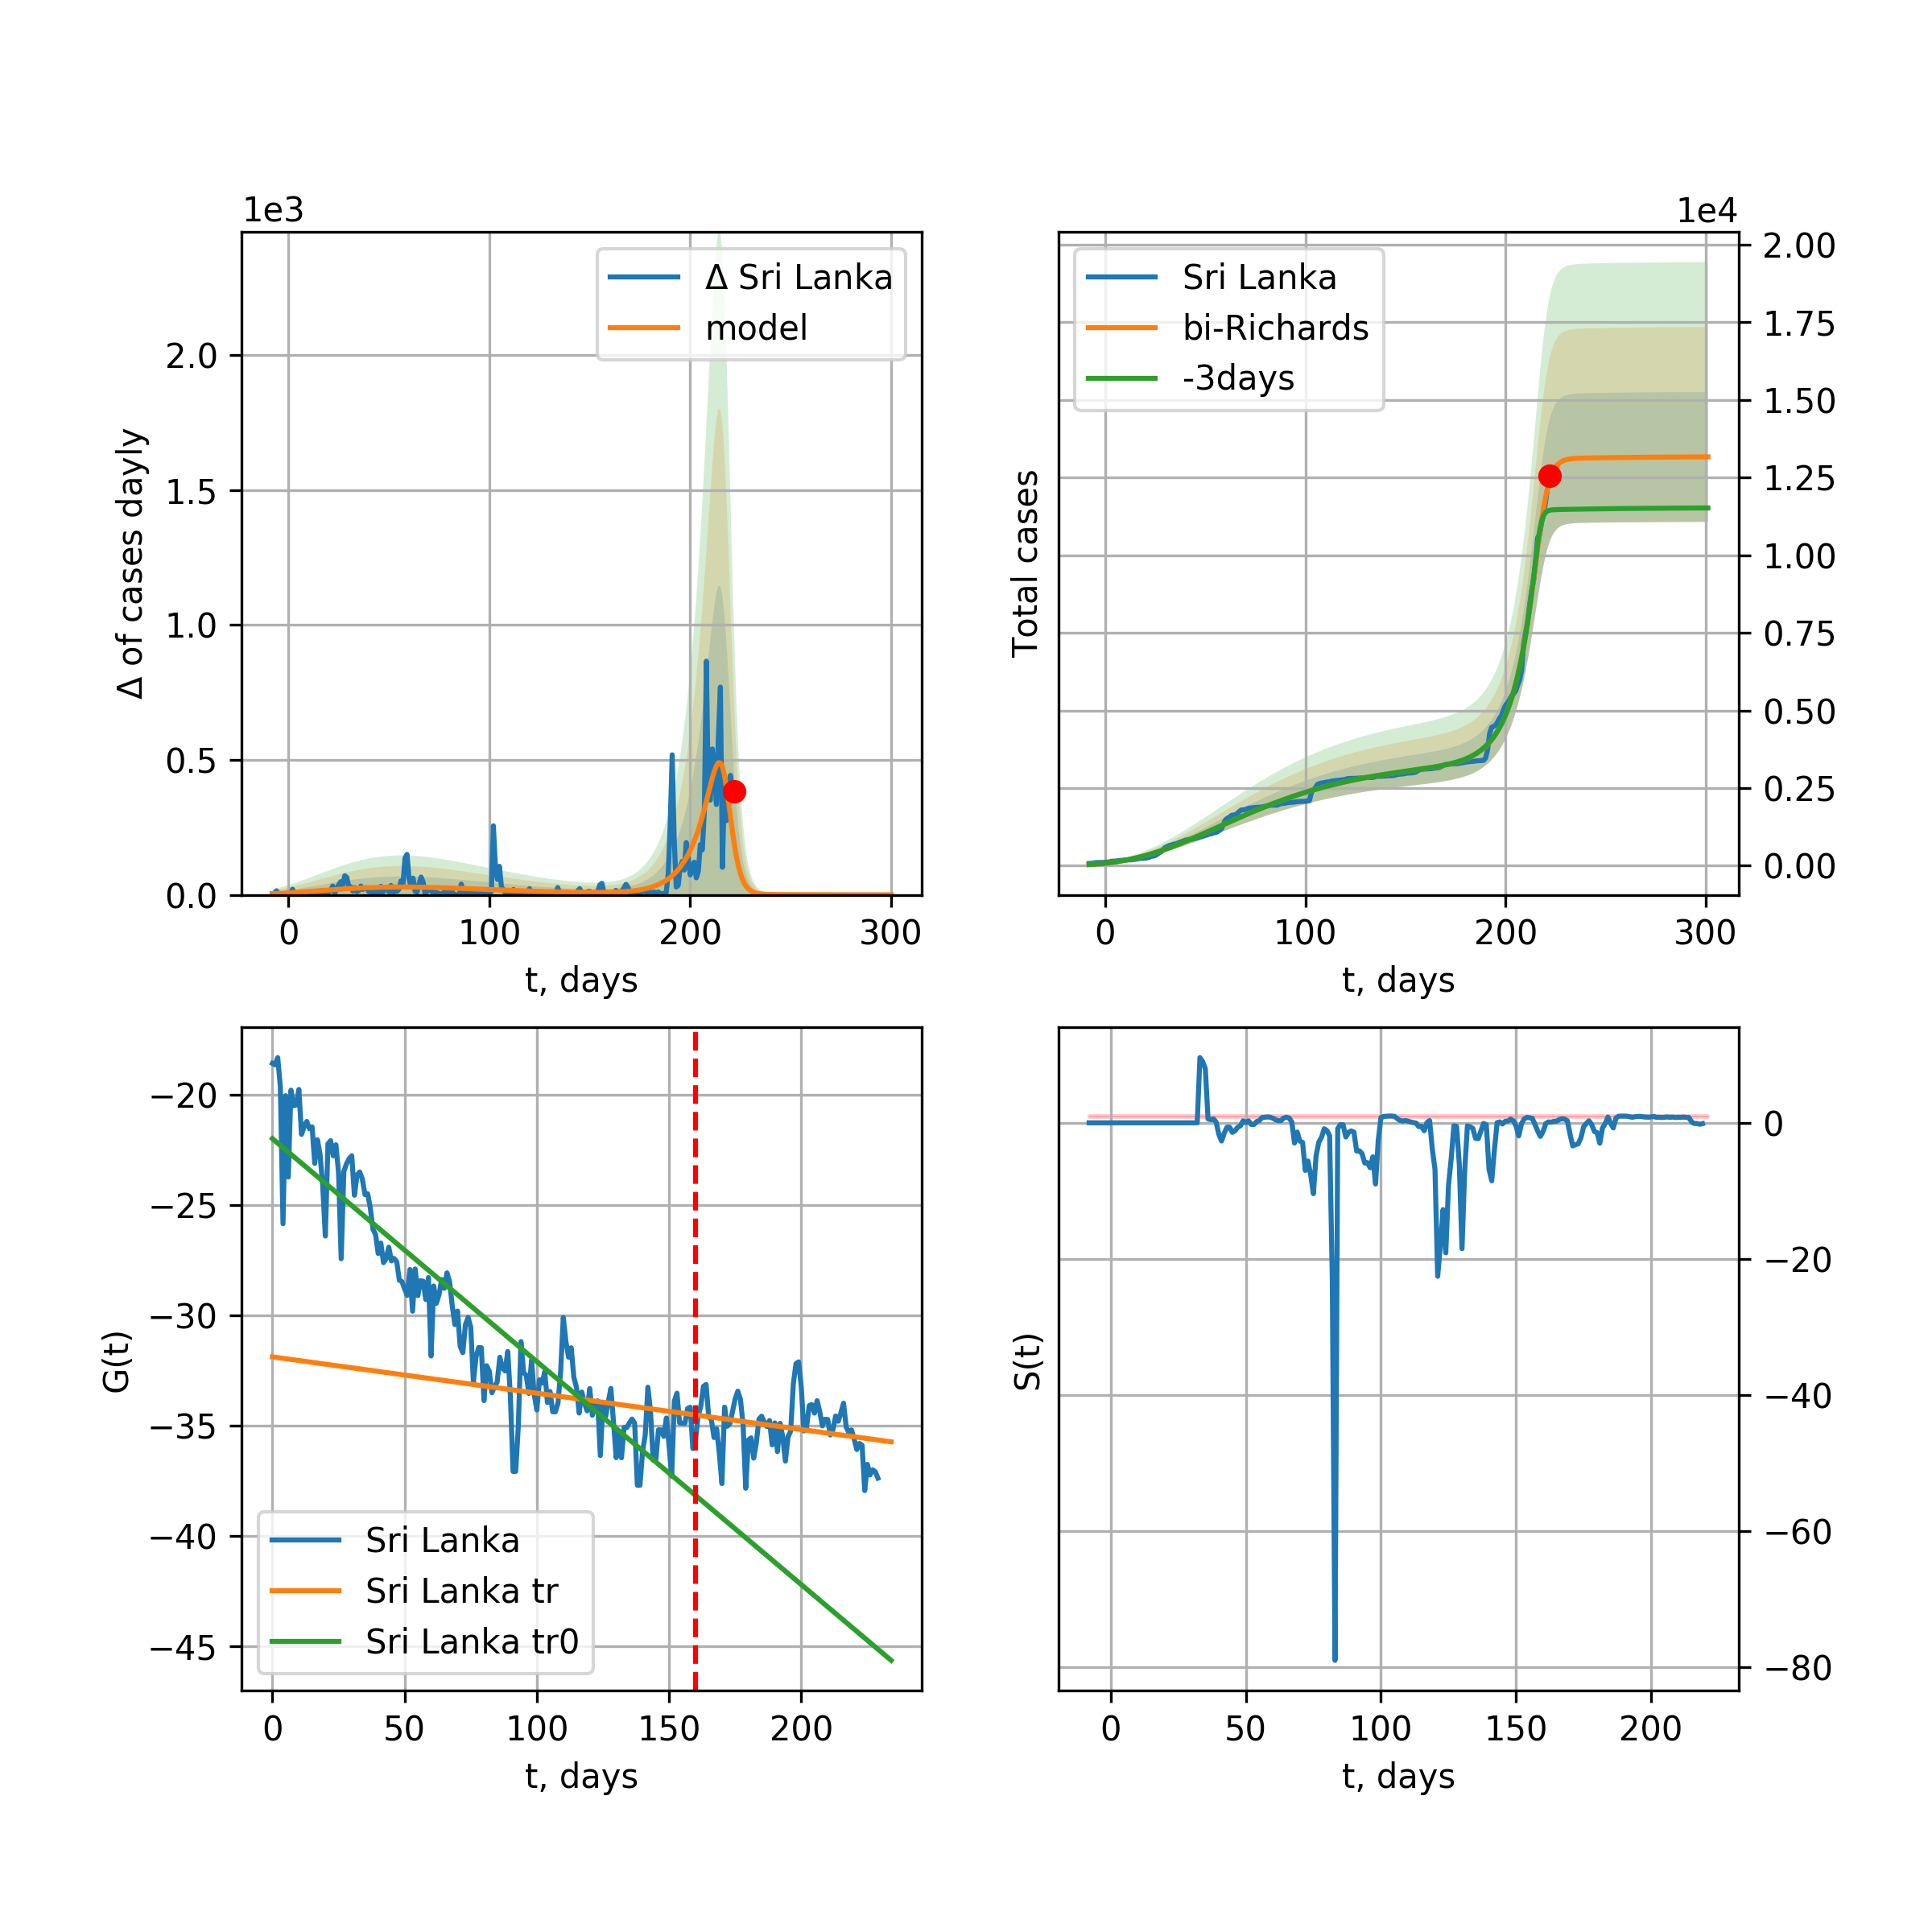 1e3
Δ Sri Lanka
model
2.0
1.5
1.0
0.5
0.0
Δ of cases dayly
0 100 200 300
t, days
1e4
Sri Lanka
bi-Richards
-3days
2.00
1.75
1.50
1.25
1.00
0.75
0.50
0.25
0.00
Total cases
0 100 200 300
t, days
−20
−25
−30
−35
−40
−45
G(t)
Sri Lanka
Sri Lanka tr
Sri Lanka tr0
0 50 100 150 200
t, days
0
−20
−40
−60
−80
S(t)
0 50 100 150 200
t, days